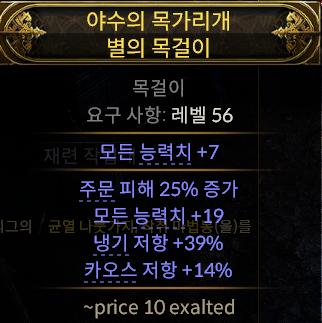 야수의 목가리개
별의 목걸이
목걸이
요구 사항: 레벨 56
모든 능력치 +7
주문 피해 25% 증가
모든 능력치 +19
냉기 저항 +39%
카오스 저항 +14%
~price 10 exalted